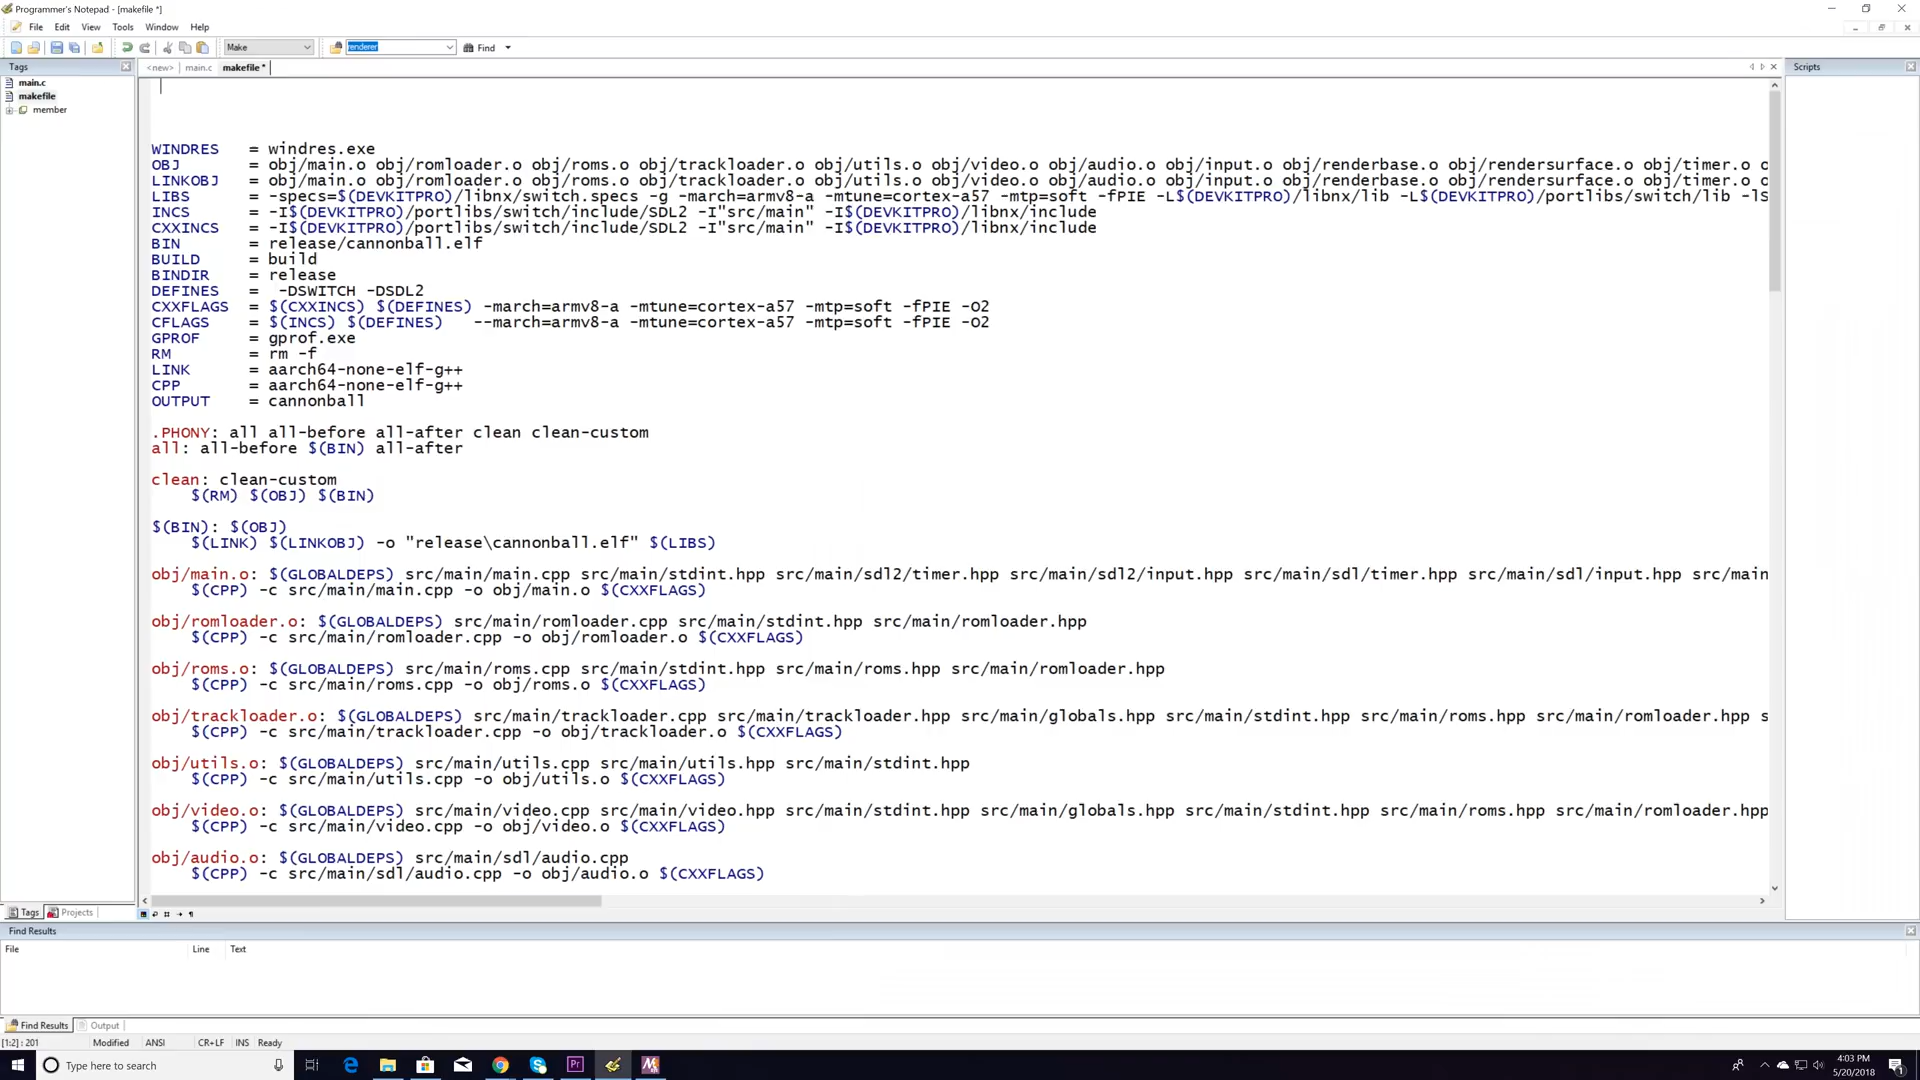 Programmer's Notepad - [makefile *]
File Edit View Tools Window Help
Make renderer Find
Tags <new> main.c makefile * Scripts
main.c
makefile
member
WINDRES = windres.exe
OBJ = obj/main.o obj/romloader.o obj/roms.o obj/trackloader.o obj/utils.o obj/video.o obj/audio.o obj/input.o obj/renderbase.o obj/rendersurface.o obj/timer.o o
LINKOBJ = obj/main.o obj/romloader.o obj/roms.o obj/trackloader.o obj/utils.o obj/video.o obj/audio.o obj/input.o obj/renderbase.o obj/rendersurface.o obj/timer.o o
LIBS = -specs=$(DEVKITPRO)/libnx/switch.specs -g -march=armv8-a -mtune=cortex-a57 -mtp=soft -fPIE -L$(DEVKITPRO)/libnx/lib -L$(DEVKITPRO)/portlibs/switch/lib -lS
INCS = -I$(DEVKITPRO)/portlibs/switch/include/SDL2 -I"src/main" -I$(DEVKITPRO)/libnx/include
CXXINCS = -I$(DEVKITPRO)/portlibs/switch/include/SDL2 -I"src/main" -I$(DEVKITPRO)/libnx/include
BIN = release/cannonball.elf
BUILD = build
BINDIR = release
DEFINES = -DSWITCH -DSDL2
CXXFLAGS = $(CXXINCS) $(DEFINES) -march=armv8-a -mtune=cortex-a57 -mtp=soft -fPIE -O2
CFLAGS = $(INCS) $(DEFINES) --march=armv8-a -mtune=cortex-a57 -mtp=soft -fPIE -O2
GPROF = gprof.exe
RM = rm -f
LINK = aarch64-none-elf-g++
CPP = aarch64-none-elf-g++
OUTPUT = cannonball
.PHONY: all all-before all-after clean clean-custom
all: all-before $(BIN) all-after
clean: clean-custom
$(RM) $(OBJ) $(BIN)
$(BIN): $(OBJ)
$(LINK) $(LINKOBJ) -o "release\cannonball.elf" $(LIBS)
obj/main.o: $(GLOBALDEPS) src/main/main.cpp src/main/stdint.hpp src/main/sdl2/timer.hpp src/main/sdl2/input.hpp src/main/sdl/timer.hpp src/main/sdl/input.hpp src/main
$(CPP) -c src/main/main.cpp -o obj/main.o $(CXXFLAGS)
obj/romloader.o: $(GLOBALDEPS) src/main/romloader.cpp src/main/stdint.hpp src/main/romloader.hpp
$(CPP) -c src/main/romloader.cpp -o obj/romloader.o $(CXXFLAGS)
obj/roms.o: $(GLOBALDEPS) src/main/roms.cpp src/main/stdint.hpp src/main/roms.hpp src/main/romloader.hpp
$(CPP) -c src/main/roms.cpp -o obj/roms.o $(CXXFLAGS)
obj/trackloader.o: $(GLOBALDEPS) src/main/trackloader.cpp src/main/trackloader.hpp src/main/globals.hpp src/main/stdint.hpp src/main/roms.hpp src/main/romloader.hpp s
$(CPP) -c src/main/trackloader.cpp -o obj/trackloader.o $(CXXFLAGS)
obj/utils.o: $(GLOBALDEPS) src/main/utils.cpp src/main/utils.hpp src/main/stdint.hpp
$(CPP) -c src/main/utils.cpp -o obj/utils.o $(CXXFLAGS)
obj/video.o: $(GLOBALDEPS) src/main/video.cpp src/main/video.hpp src/main/stdint.hpp src/main/globals.hpp src/main/stdint.hpp src/main/roms.hpp src/main/romloader.hpp
$(CPP) -c src/main/video.cpp -o obj/video.o $(CXXFLAGS)
obj/audio.o: $(GLOBALDEPS) src/main/sdl/audio.cpp
$(CPP) -c src/main/sdl/audio.cpp -o obj/audio.o $(CXXFLAGS)
Tags Projects
Find Results
File Line Text
Find Results Output
[1:2] : 201 Modified ANSI CR+LF INS Ready
Type here to search Pr 4:03 PM
5/20/2018